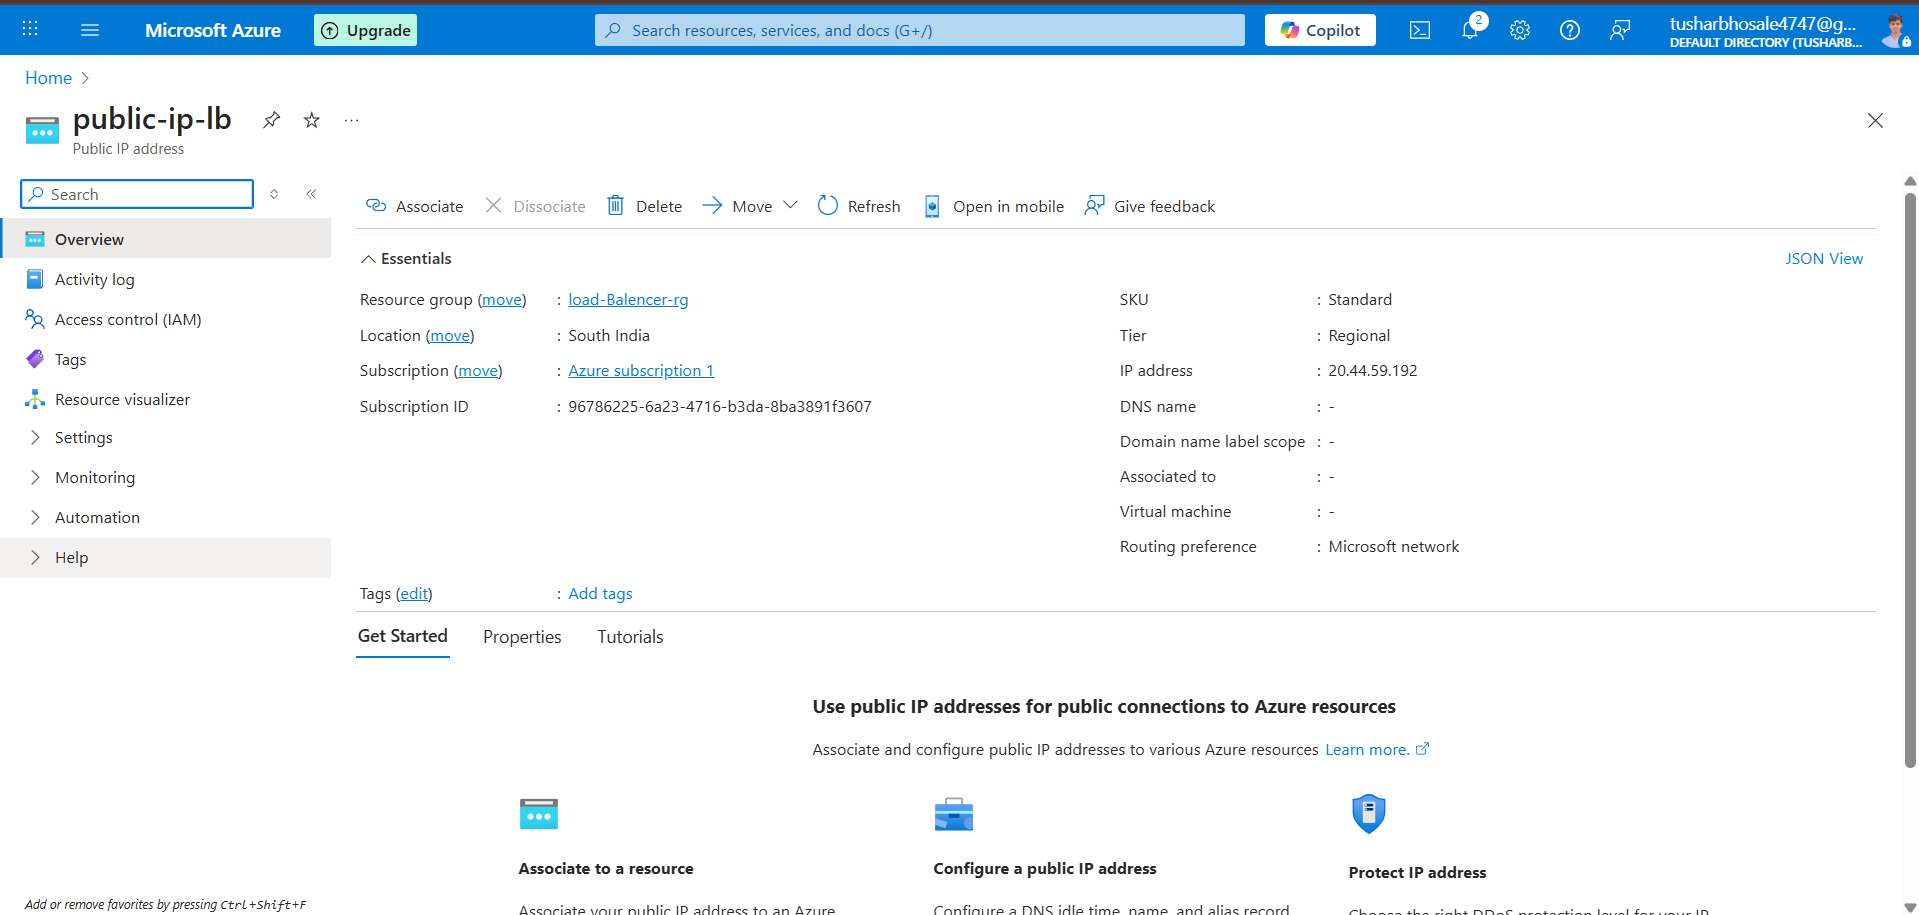 Microsoft Azure
Upgrade
Search resources, services, and docs (G+/)
Copilot
2
tusharbhosale4747@g...
DEFAULT DIRECTORY (TUSHARB...
Home
public-ip-lb
...
Public IP address
Search
Overview
Activity log
Access control (IAM)
Tags
Resource visualizer
Settings
Monitoring
Automation
Help
Add or remove favorites by pressing Ctrl+Shift+F
Associate Dissociate Delete Move Refresh Open in mobile Give feedback
Essentials
JSON View
Resource group (move) : load-Balencer-rg
Location (move) : South India
Subscription (move) : Azure subscription 1
Subscription ID : 96786225-6a23-4716-b3da-8ba3891f3607
SKU : Standard
Tier : Regional
IP address : 20.44.59.192
DNS name : -
Domain name label scope : -
Associated to : -
Virtual machine : -
Routing preference : Microsoft network
Tags (edit) : Add tags
Get Started Properties Tutorials
Use public IP addresses for public connections to Azure resources
Associate and configure public IP addresses to various Azure resources Learn more.
Associate to a resource
Associate your public IP address to an Azure
Configure a public IP address
Configure a DNS idle time, name, and alias record
Protect IP address
Choose the right DDoS protection level for your IP